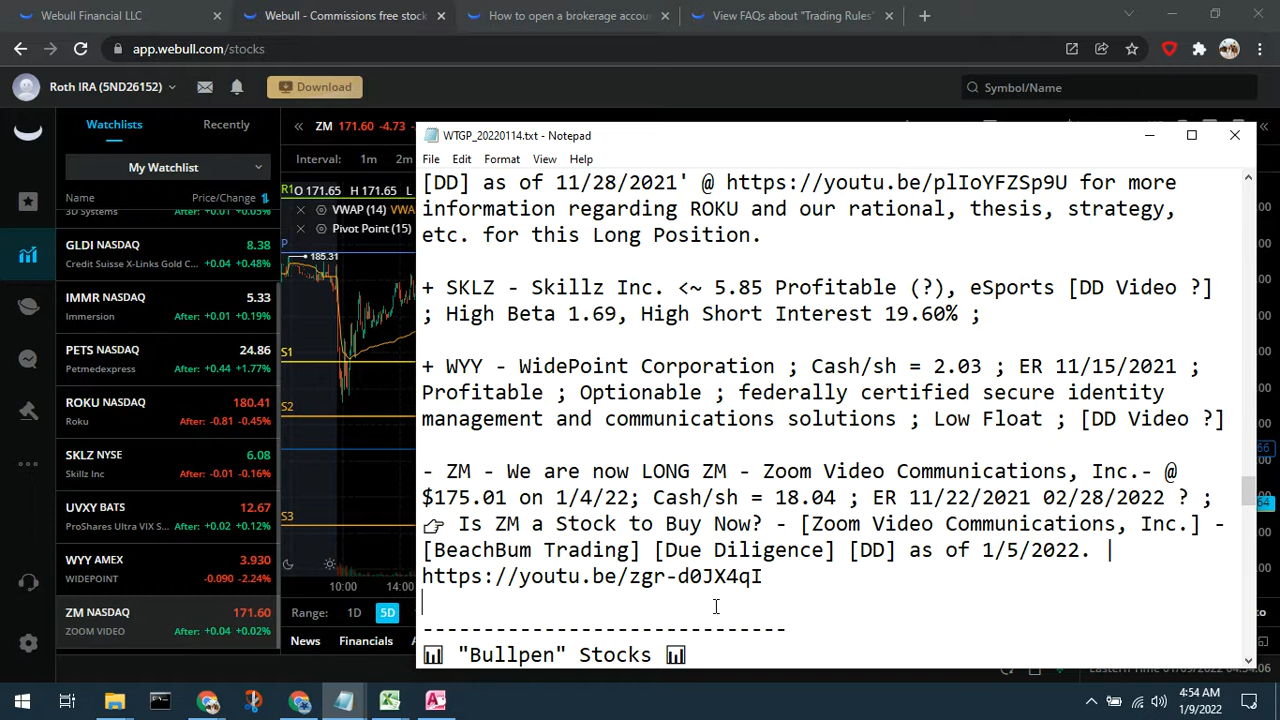 Webull Financial LLC
Webull - Commissions free stock
How to open a brokerage accou
View FAQs about "Trading Rules"
app.webull.com/stocks
Roth IRA (5ND26152)
Download
Symbol/Name
Watchlists
Recently
My Watchlist
Name
Price/Change
3D Systems
After: +0.01 +0.05%
GLDI NASDAQ
8.38
Credit Suisse X-Links Gold C...
After: +0.04 +0.48%
IMMR NASDAQ
5.33
Immersion
After: +0.01 +0.19%
PETS NASDAQ
24.86
Petmedexpress
After: +0.44 +1.77%
ROKU NASDAQ
180.41
Roku
After: -0.81 -0.45%
SKLZ NYSE
6.08
Skillz Inc
After: -0.01 -0.16%
UVXY BATS
12.67
ProShares Ultra VIX S...
After: +0.02 +0.12%
WYY AMEX
3.930
WIDEPOINT
After: -0.090 -2.24%
ZM NASDAQ
171.60
ZOOM VIDEO
After: +0.04 +0.02%
ZM 171.60 -4.73
Interval: 1m 2m
R1
O 171.65 H 171.65 L
VWAP (14) VWA
Pivot Point (15)
P
185.31
S1
S2
S3
10:00 14:00
Range: 1D 5D
News Financials
WTGP_20220114.txt - Notepad
File Edit Format View Help
[DD] as of 11/28/2021' @ https://youtu.be/plIoYFZSp9U for more
information regarding ROKU and our rational, thesis, strategy,
etc. for this Long Position.
+ SKLZ - Skillz Inc. <~ 5.85 Profitable (?), eSports [DD Video ?]
; High Beta 1.69, High Short Interest 19.60% ;
+ WYY - WidePoint Corporation ; Cash/sh = 2.03 ; ER 11/15/2021 ;
Profitable ; Optionable ; federally certified secure identity
management and communications solutions ; Low Float ; [DD Video ?]
- ZM - We are now LONG ZM - Zoom Video Communications, Inc.- @
$175.01 on 1/4/22; Cash/sh = 18.04 ; ER 11/22/2021 02/28/2022 ? ;
👉 Is ZM a Stock to Buy Now? - [Zoom Video Communications, Inc.] -
[BeachBum Trading] [Due Diligence] [DD] as of 1/5/2022. |
https://youtu.be/zgr-d0JX4qI
------------------------------
📊 "Bullpen" Stocks 📊
4:54 AM
1/9/2022